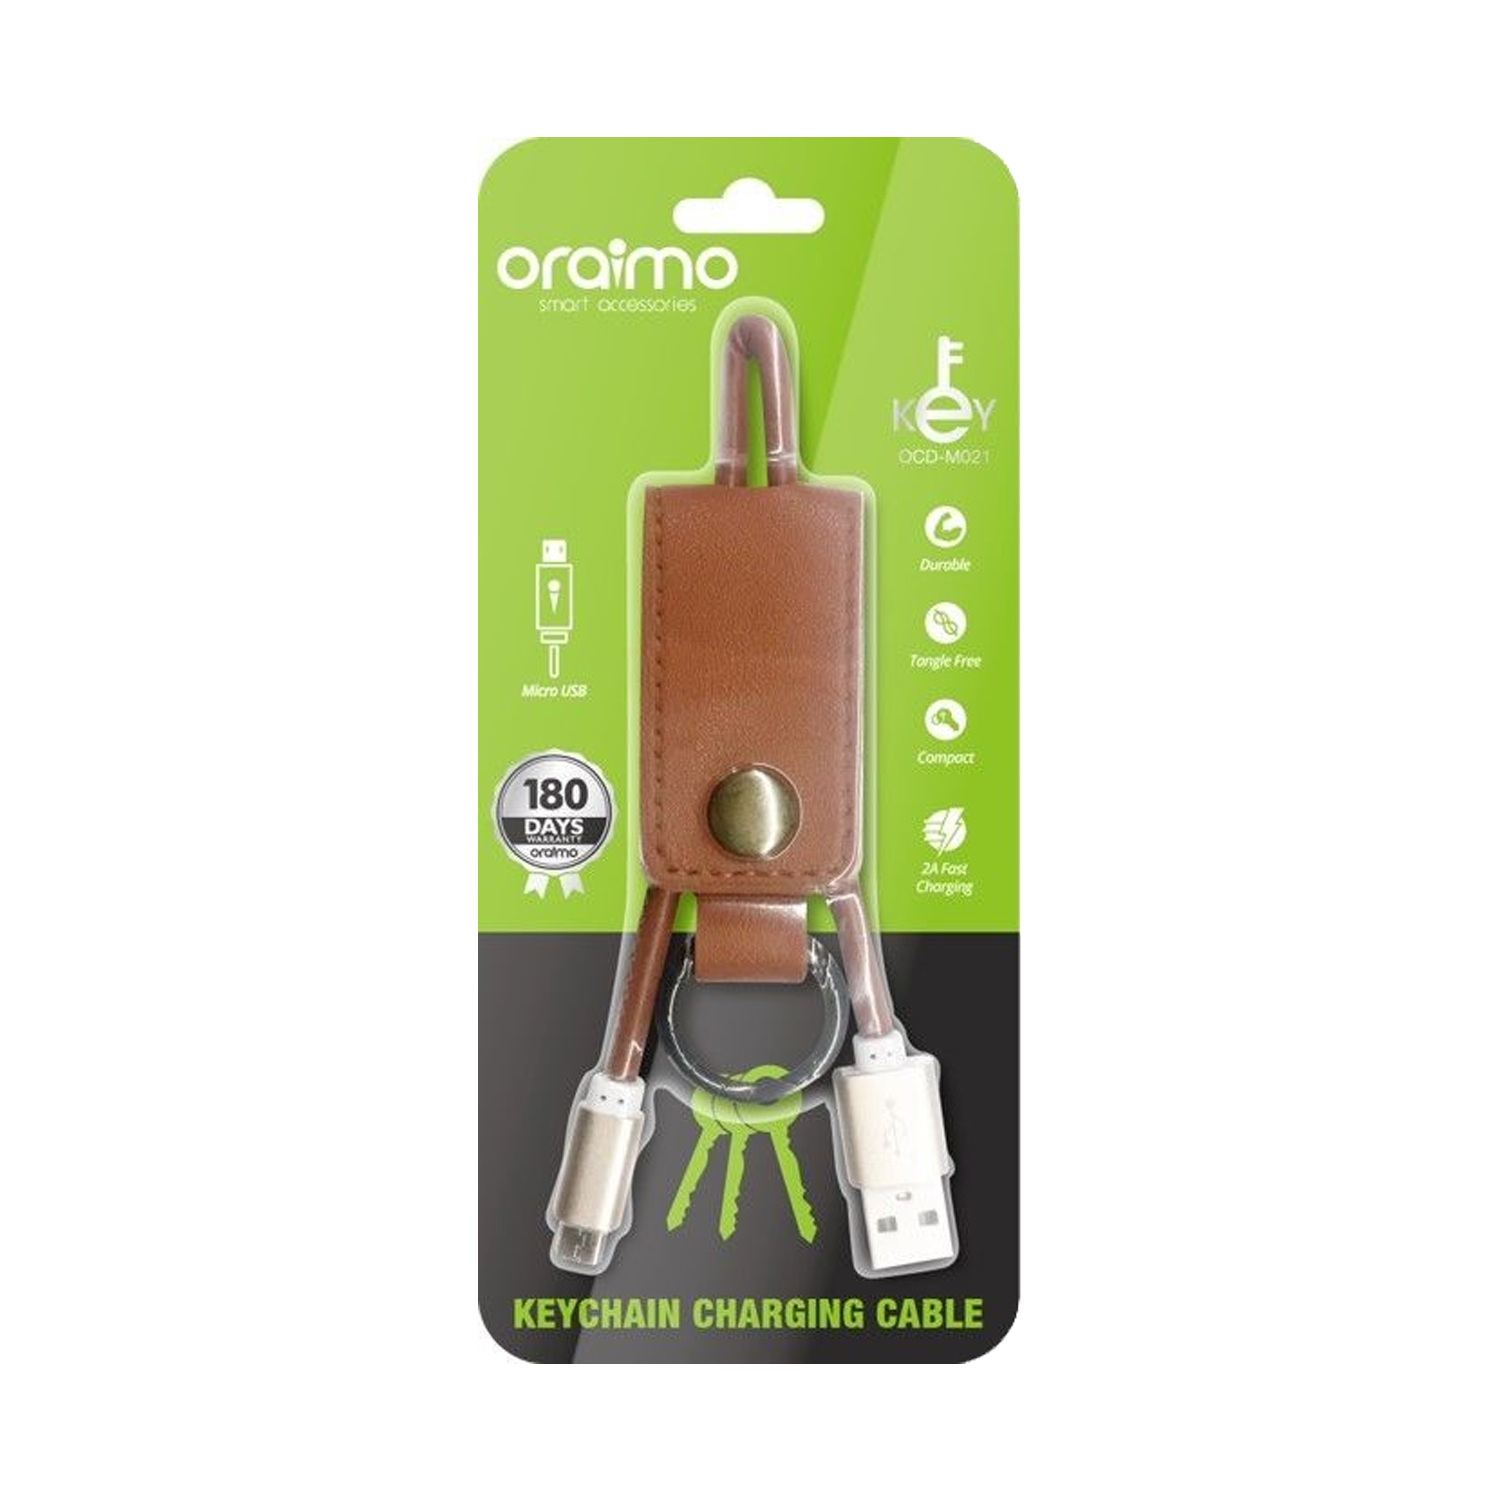 oraimo
smart accessories
KeY
OCD-M021
Durable
Tangle Free
Compact
2A Fast
Charging
Micro USB
180
DAYS
WARRANTY
oraimo
KEYCHAIN CHARGING CABLE